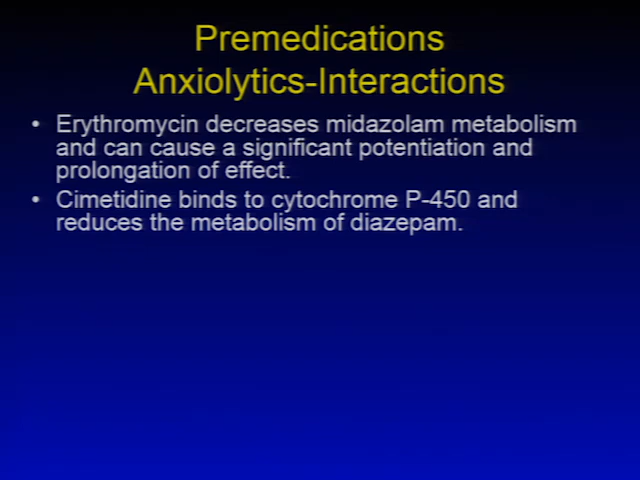 Premedications
Anxiolytics-Interactions
• Erythromycin decreases midazolam metabolism
and can cause a significant potentiation and
prolongation of effect.
• Cimetidine binds to cytochrome P-450 and
reduces the metabolism of diazepam.